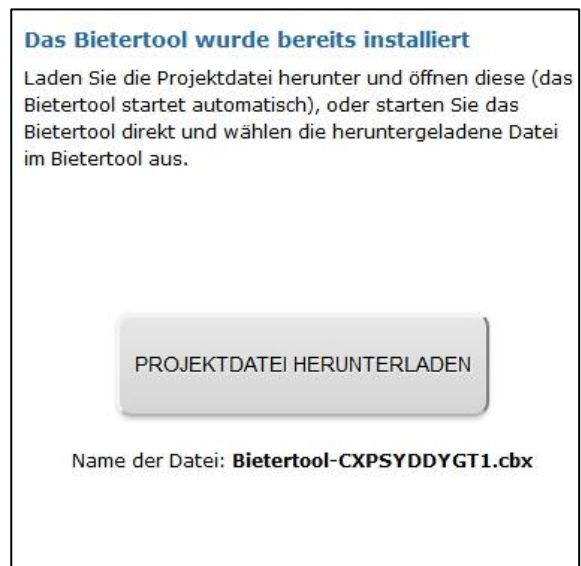 Das Bietertool wurde bereits installiert
Laden Sie die Projektdatei herunter und öffnen diese (das
Bietertool startet automatisch), oder starten Sie das
Bietertool direkt und wählen die heruntergeladene Datei
im Bietertool aus.
PROJEKTDATEI HERUNTERLADEN
Name der Datei: Bietertool-CXPSYDDYGT1.cbx